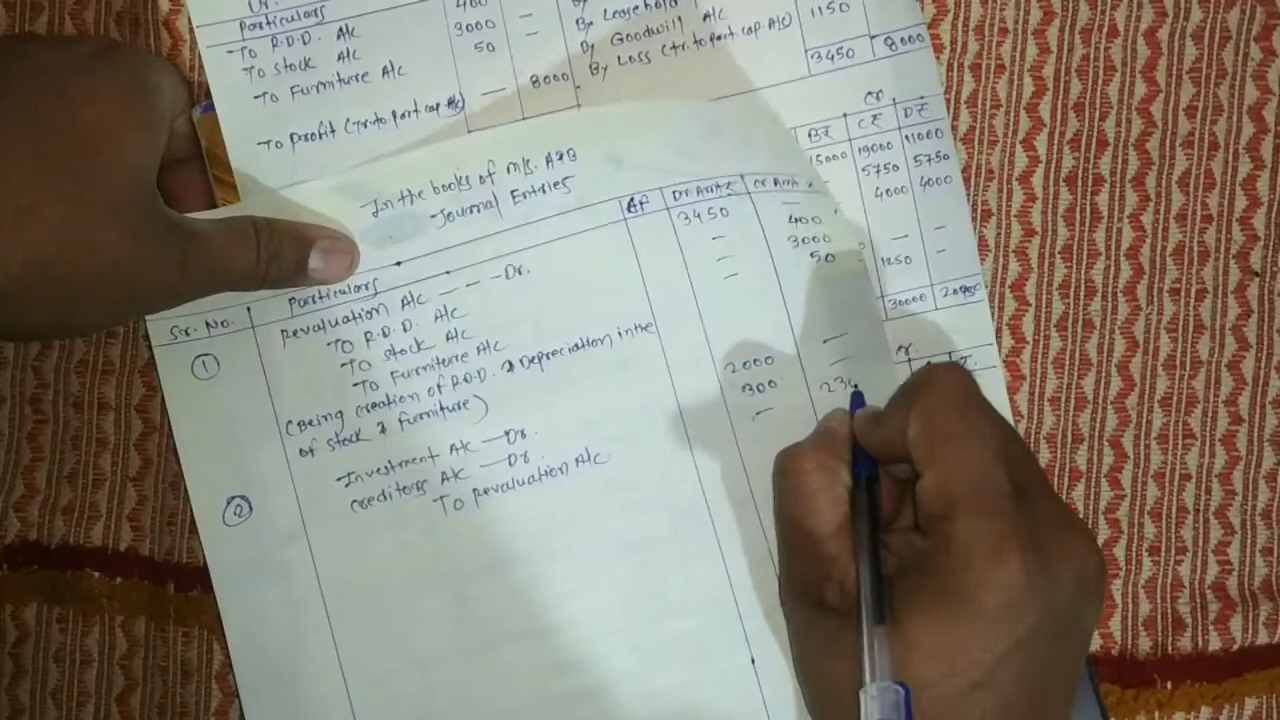 Particulars
To R.D.D. A/c
To stock A/c 3000 —
To Furniture A/c 50 —
To Profit (Tr. to part cap. A/c) — 8000
By Leasehold
By Goodwill A/c
By Loss (Tr. to part cap. A/c) 1150
3450 8000
Cr
B₹ C₹ D₹
15000 19000 11000
5750 5750
4000 4000
— —
1250 —
30000
In the books of M/s. A & B
Journal Entries
Sr. No. Particulars LF Dr. Amt ₹ Cr Amt ₹
① Revaluation A/c — — — Dr. 3450 —
To R.D.D. A/c — 400
To stock A/c — 3000
To Furniture A/c — 50
(Being creation of R.D.D. & Depreciation in the
of stock & furniture)
② Investment A/c — Dr. 2000 —
Creditors A/c — Dr. 300 —
To Revaluation A/c —